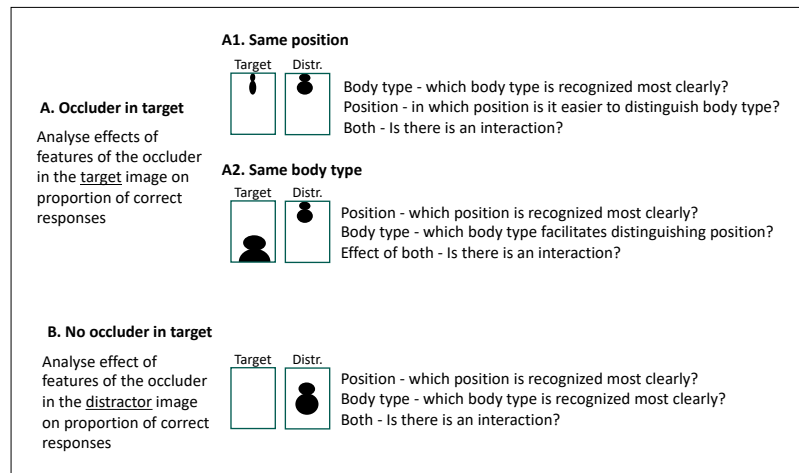 A1. Same position
Target Distr.
Body type - which body type is recognized most clearly?
Position - in which position is it easier to distinguish body type?
Both - Is there is an interaction?
A. Occluder in target
Analyse effects of
features of the occluder
in the target image on
proportion of correct
responses
A2. Same body type
Target Distr.
Position - which position is recognized most clearly?
Body type - which body type facilitates distinguishing position?
Effect of both - Is there is an interaction?
B. No occluder in target
Analyse effect of
features of the occluder
in the distractor image
on proportion of correct
responses
Target Distr.
Position - which position is recognized most clearly?
Body type - which body type is recognized most clearly?
Both - Is there is an interaction?